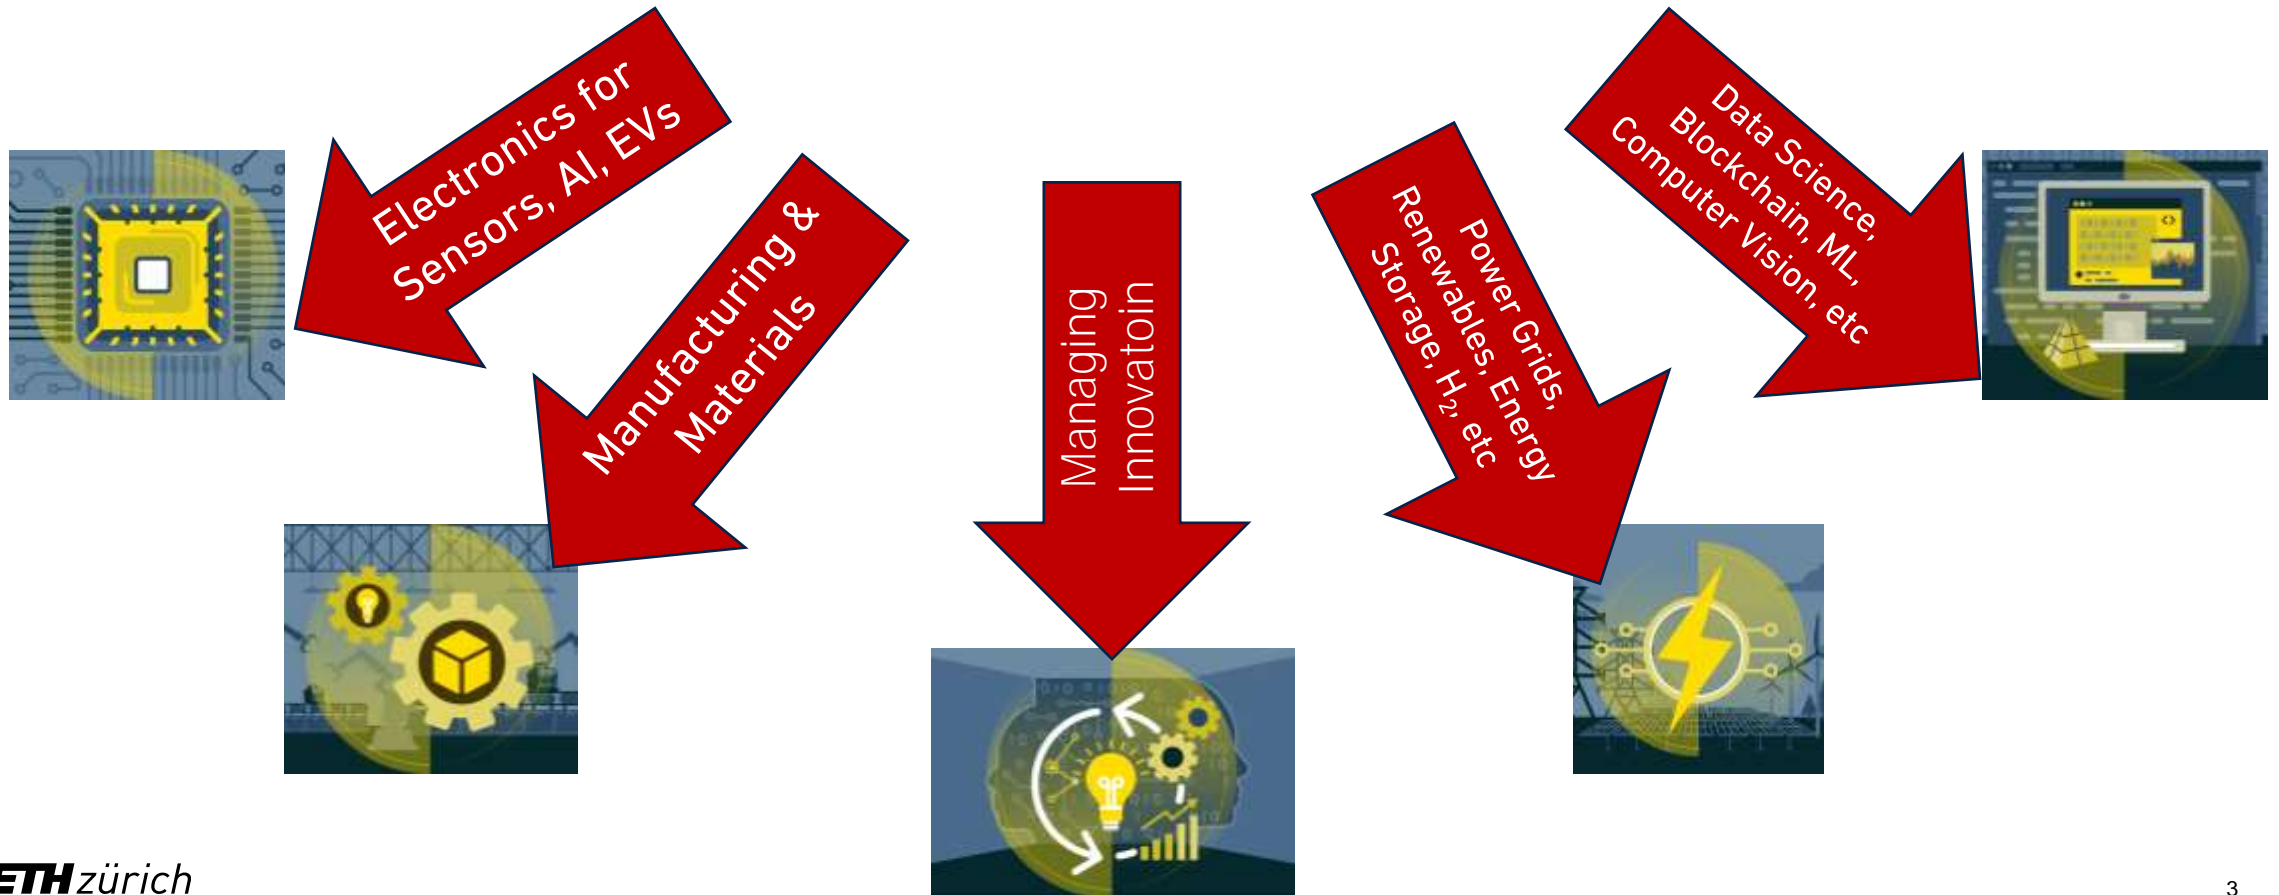 Electronics for
Sensors, AI, EVs
Manufacturing &
Materials
Managing
Innovatoin
Power Grids,
Renewables, Energy
Storage, H₂, etc
Data Science,
Blockchain, ML,
Computer Vision, etc
ETH zürich
3